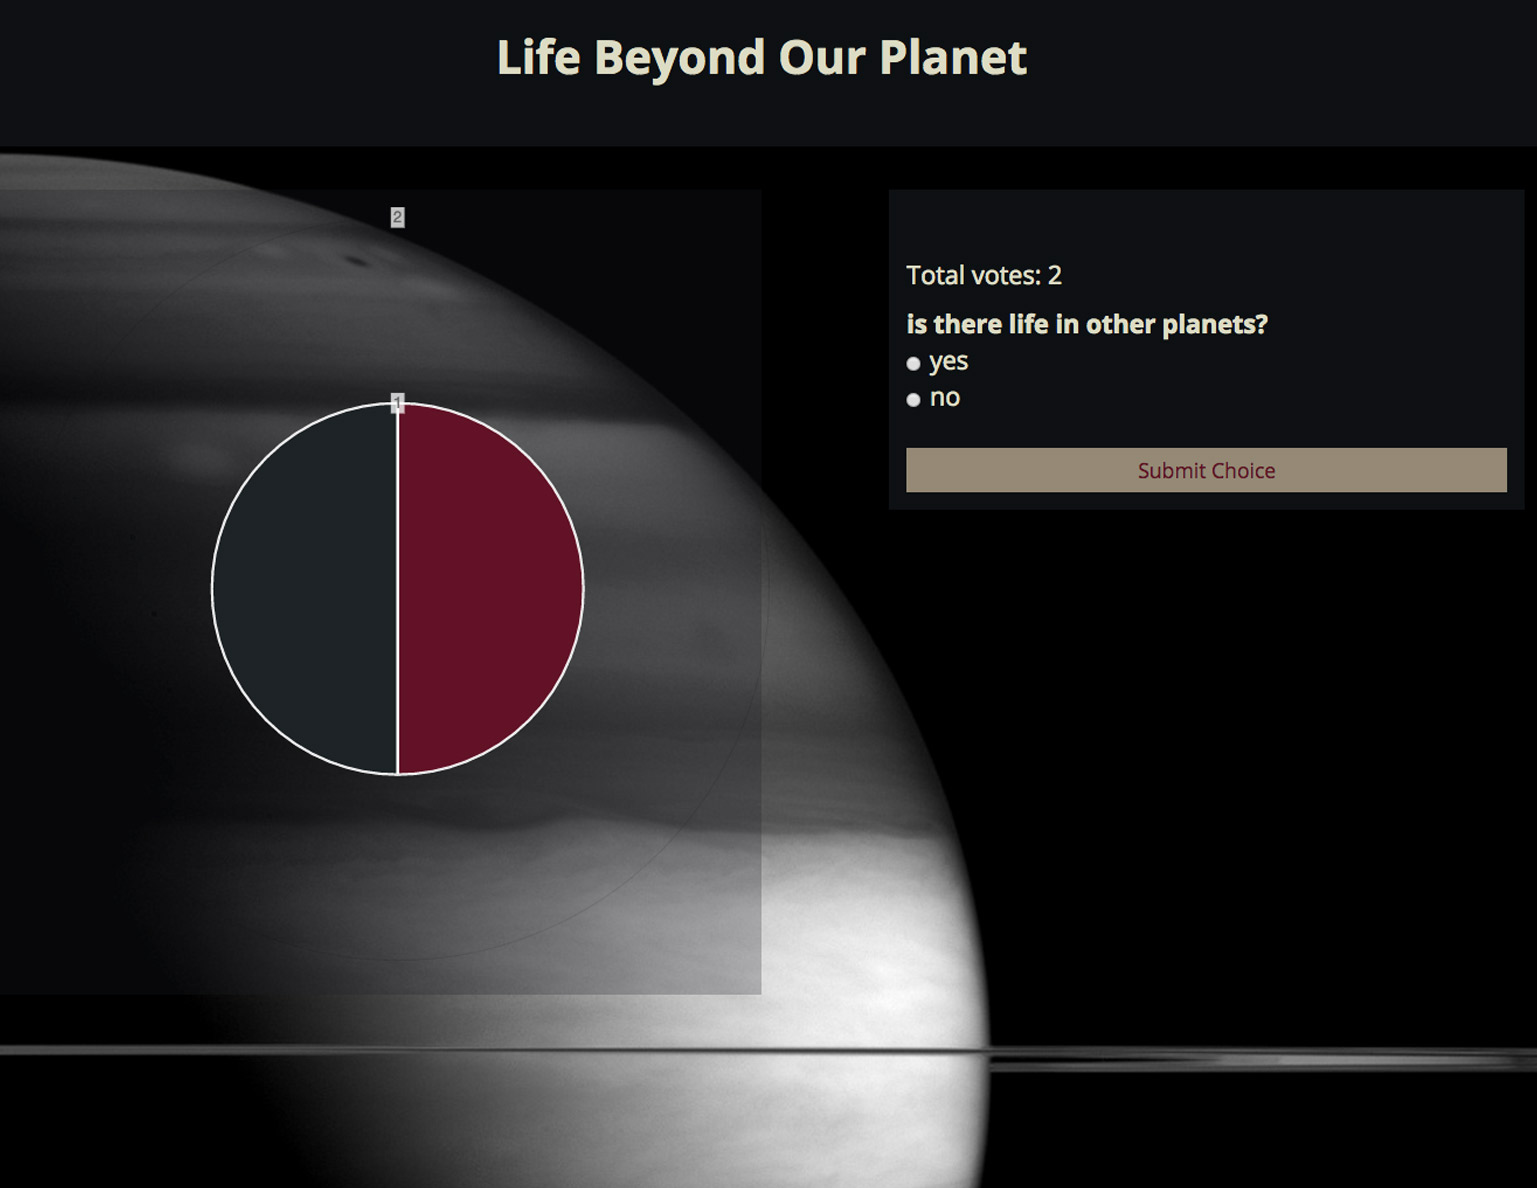 Life Beyond Our Planet
2
1
Total votes: 2
is there life in other planets?
yes
no
Submit Choice